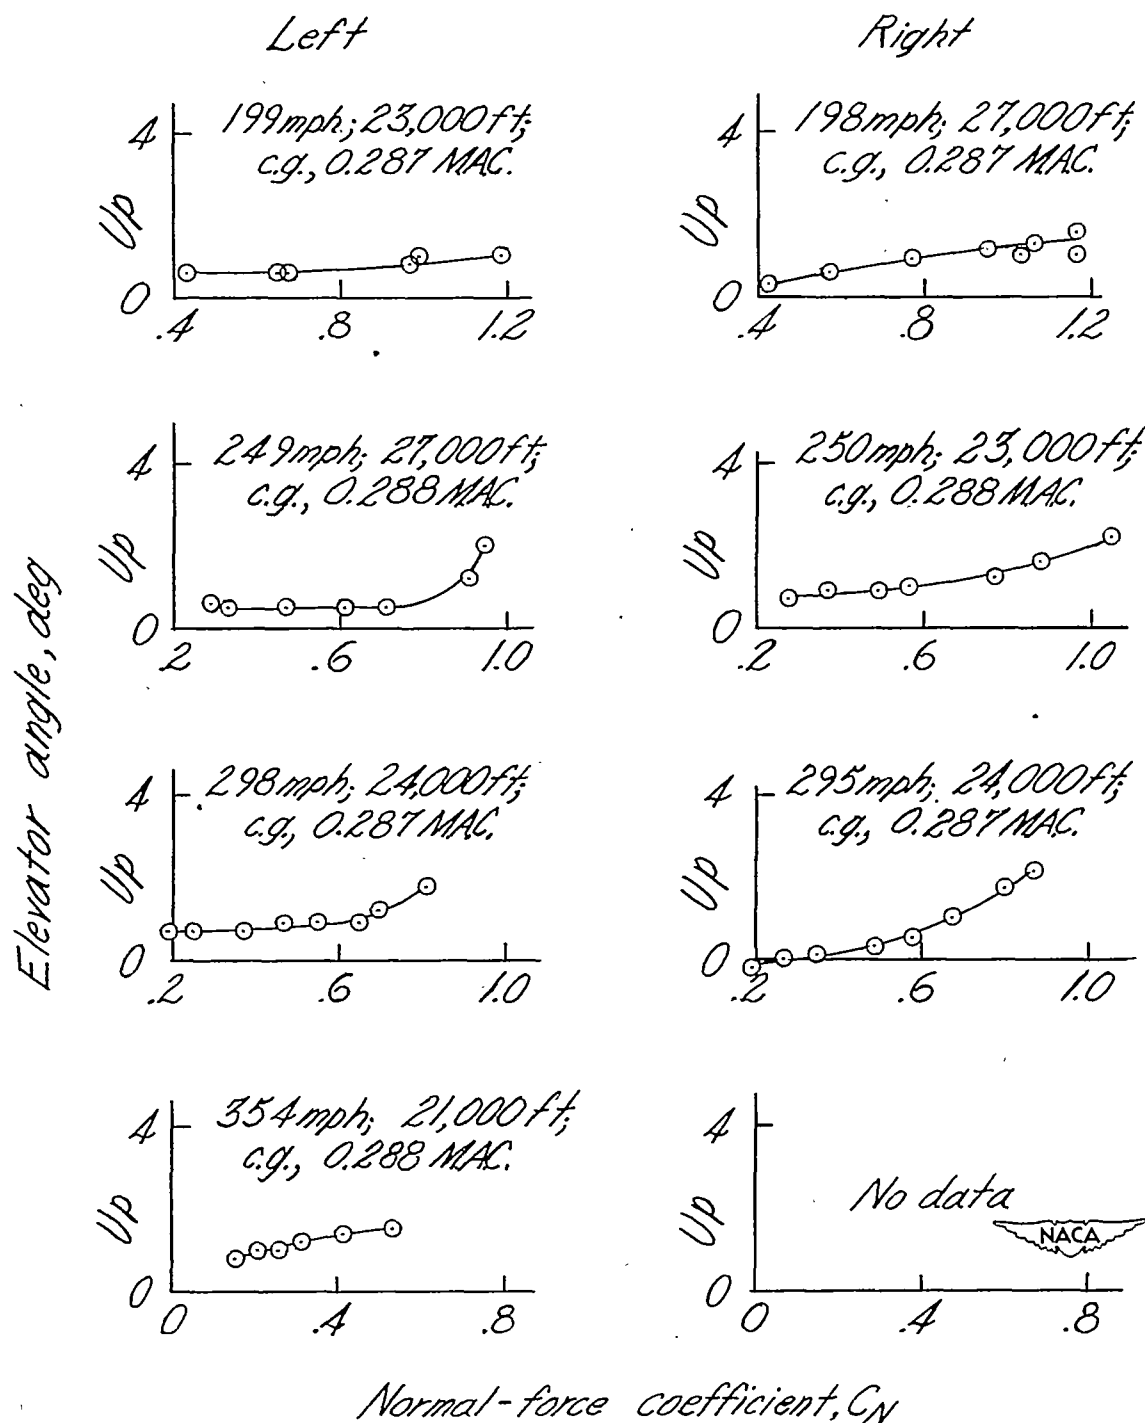 Left Right
4 199mph; 23,000ft; c.g., 0.287 MAC.
Up
0
.4 .8 1.2
4 198mph; 27,000ft; c.g., 0.287 MAC.
Up
0
.4 .8 1.2
4 249mph; 27,000ft; c.g., 0.288 MAC.
Up
0
.2 .6 1.0
4 250mph; 23,000ft; c.g., 0.288 MAC.
Up
0
.2 .6 1.0
Elevator angle, deg
4 298mph; 24,000ft; c.g., 0.287 MAC.
Up
0
.2 .6 1.0
4 295mph; 24,000ft; c.g., 0.287 MAC.
Up
0
.2 .6 1.0
4 354mph; 21,000ft; c.g., 0.288 MAC.
Up
0
0 .4 .8
4
Up
No data
NACA
0
0 .4 .8
Normal-force coefficient, CN